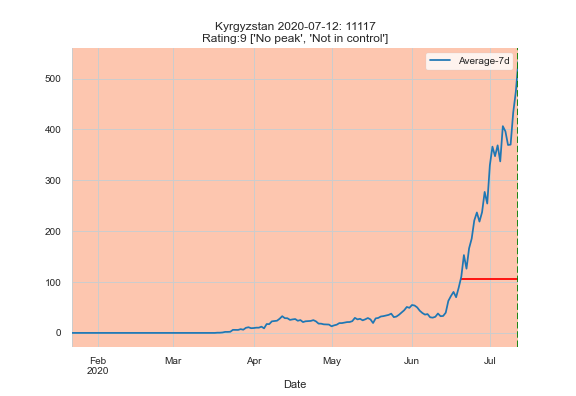 Kyrgyzstan 2020-07-12: 11117
Rating:9 ['No peak', 'Not in control']
Average-7d
500
400
300
200
100
0
Feb Mar Apr May Jun Jul
2020
Date